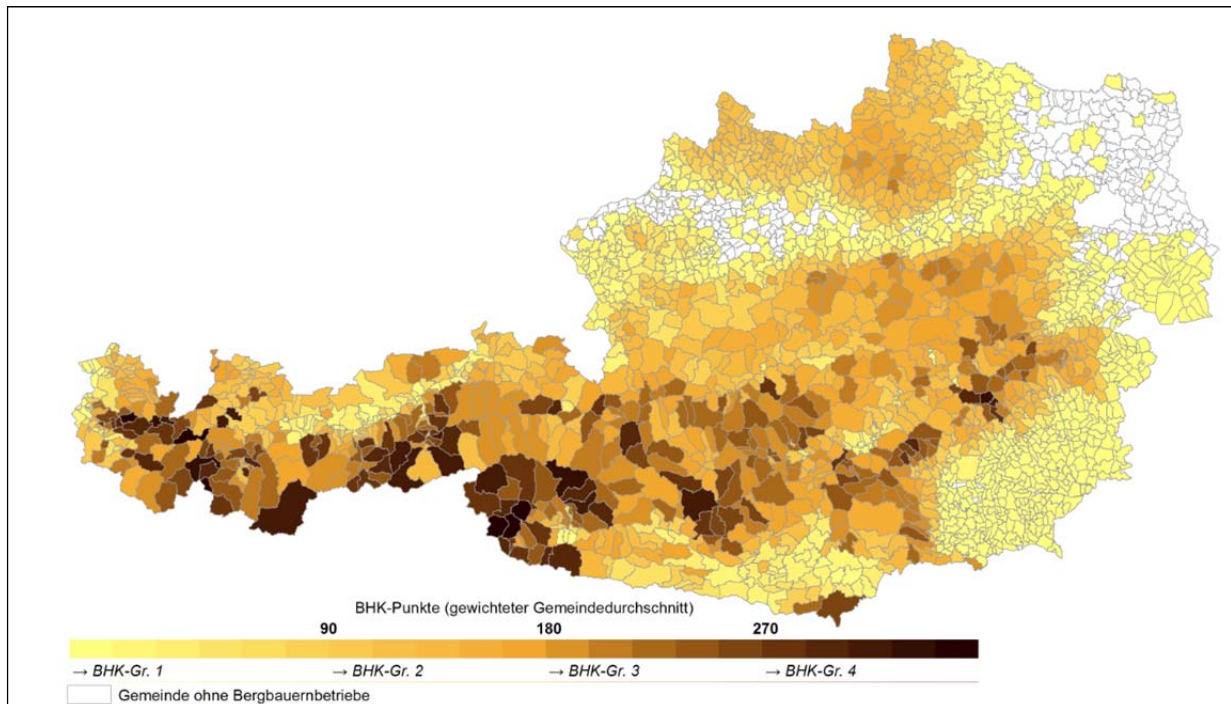 BHK-Punkte (gewichteter Gemeindedurchschnitt)
90 180 270
→ BHK-Gr. 1 → BHK-Gr. 2 → BHK-Gr. 3 → BHK-Gr. 4
Gemeinde ohne Bergbauernbetriebe